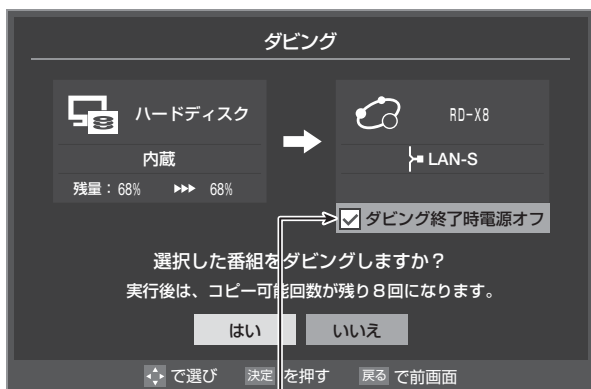 ダビング
ハードディスク
RD-X8
内蔵
LAN-S
残量：68% ▸▸▸ 68%
ダビング終了時電源オフ
選択した番組をダビングしますか？
実行後は、コピー可能回数が残り８回になります。
はい いいえ
で選び 決定 を押す 戻る で前画面